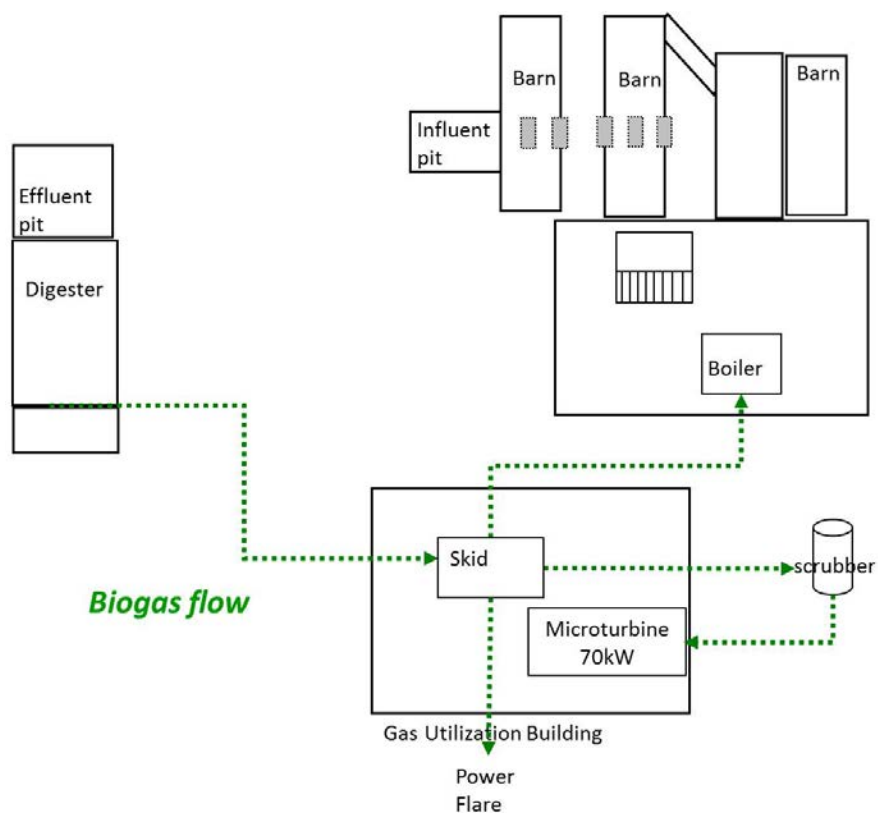 Barn
Barn
Barn
Influent
pit
Effluent
pit
Digester
Boiler
Skid
scrubber
Biogas flow
Microturbine
70kW
Gas Utilization Building
Power
Flare